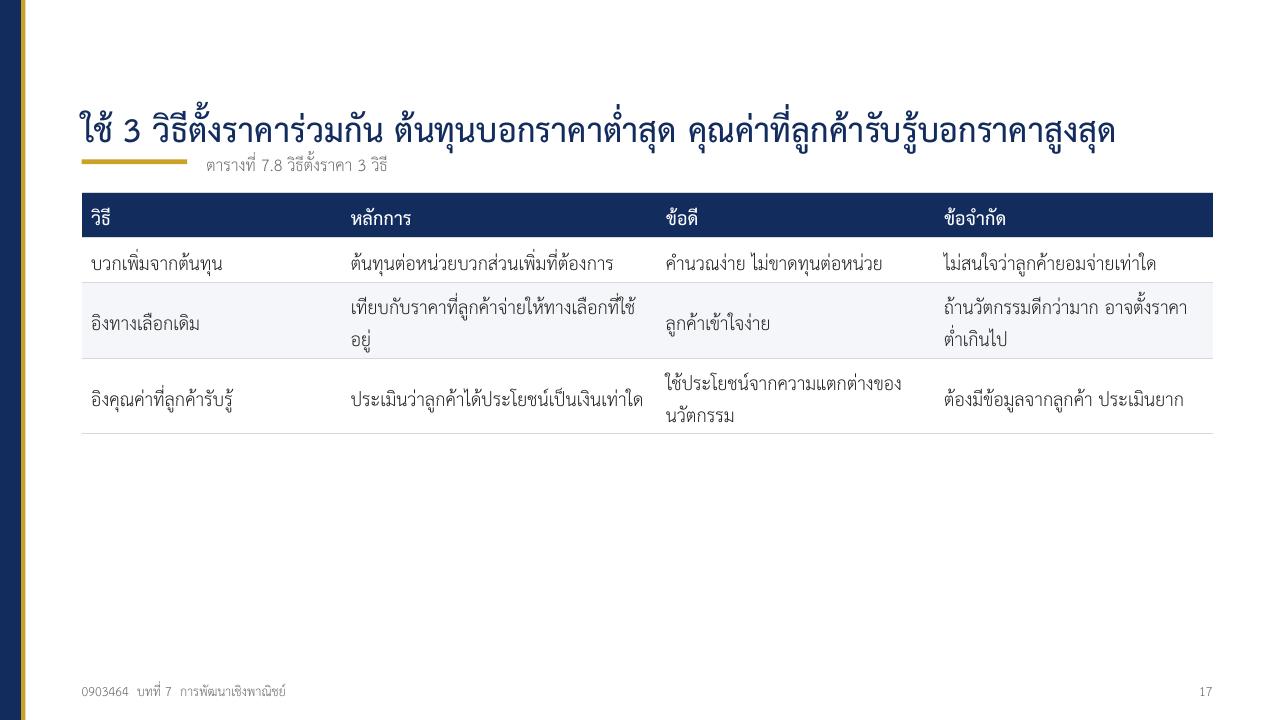 ใช้ 3 วิธีตั้งราคาร่วมกัน ต้นทุนบอกราคาต่ำสุด คุณค่าที่ลูกค้ารับรู้บอกราคาสูงสุด
ตารางที่ 7.8 วิธีตั้งราคา 3 วิธี
วิธี หลักการ ข้อดี ข้อจำกัด
บวกเพิ่มจากต้นทุน ต้นทุนต่อหน่วยบวกส่วนเพิ่มที่ต้องการ คำนวณง่าย ไม่ขาดทุนต่อหน่วย ไม่สนใจว่าลูกค้ายอมจ่ายเท่าใด
อิงทางเลือกเดิม
เทียบกับราคาที่ลูกค้าจ่ายให้ทางเลือกที่ใช้
อยู่
ลูกค้าเข้าใจง่าย
ถ้านวัตกรรมดีกว่ามาก อาจตั้งราคา
ต่ำเกินไป
อิงคุณค่าที่ลูกค้ารับรู้
ประเมินว่าลูกค้าได้ประโยชน์เป็นเงินเท่าใด
ใช้ประโยชน์จากความแตกต่างของ
นวัตกรรม
ต้องมีข้อมูลจากลูกค้า ประเมินยาก
0903464 บทที่ 7 การพัฒนาเชิงพาณิชย์
17